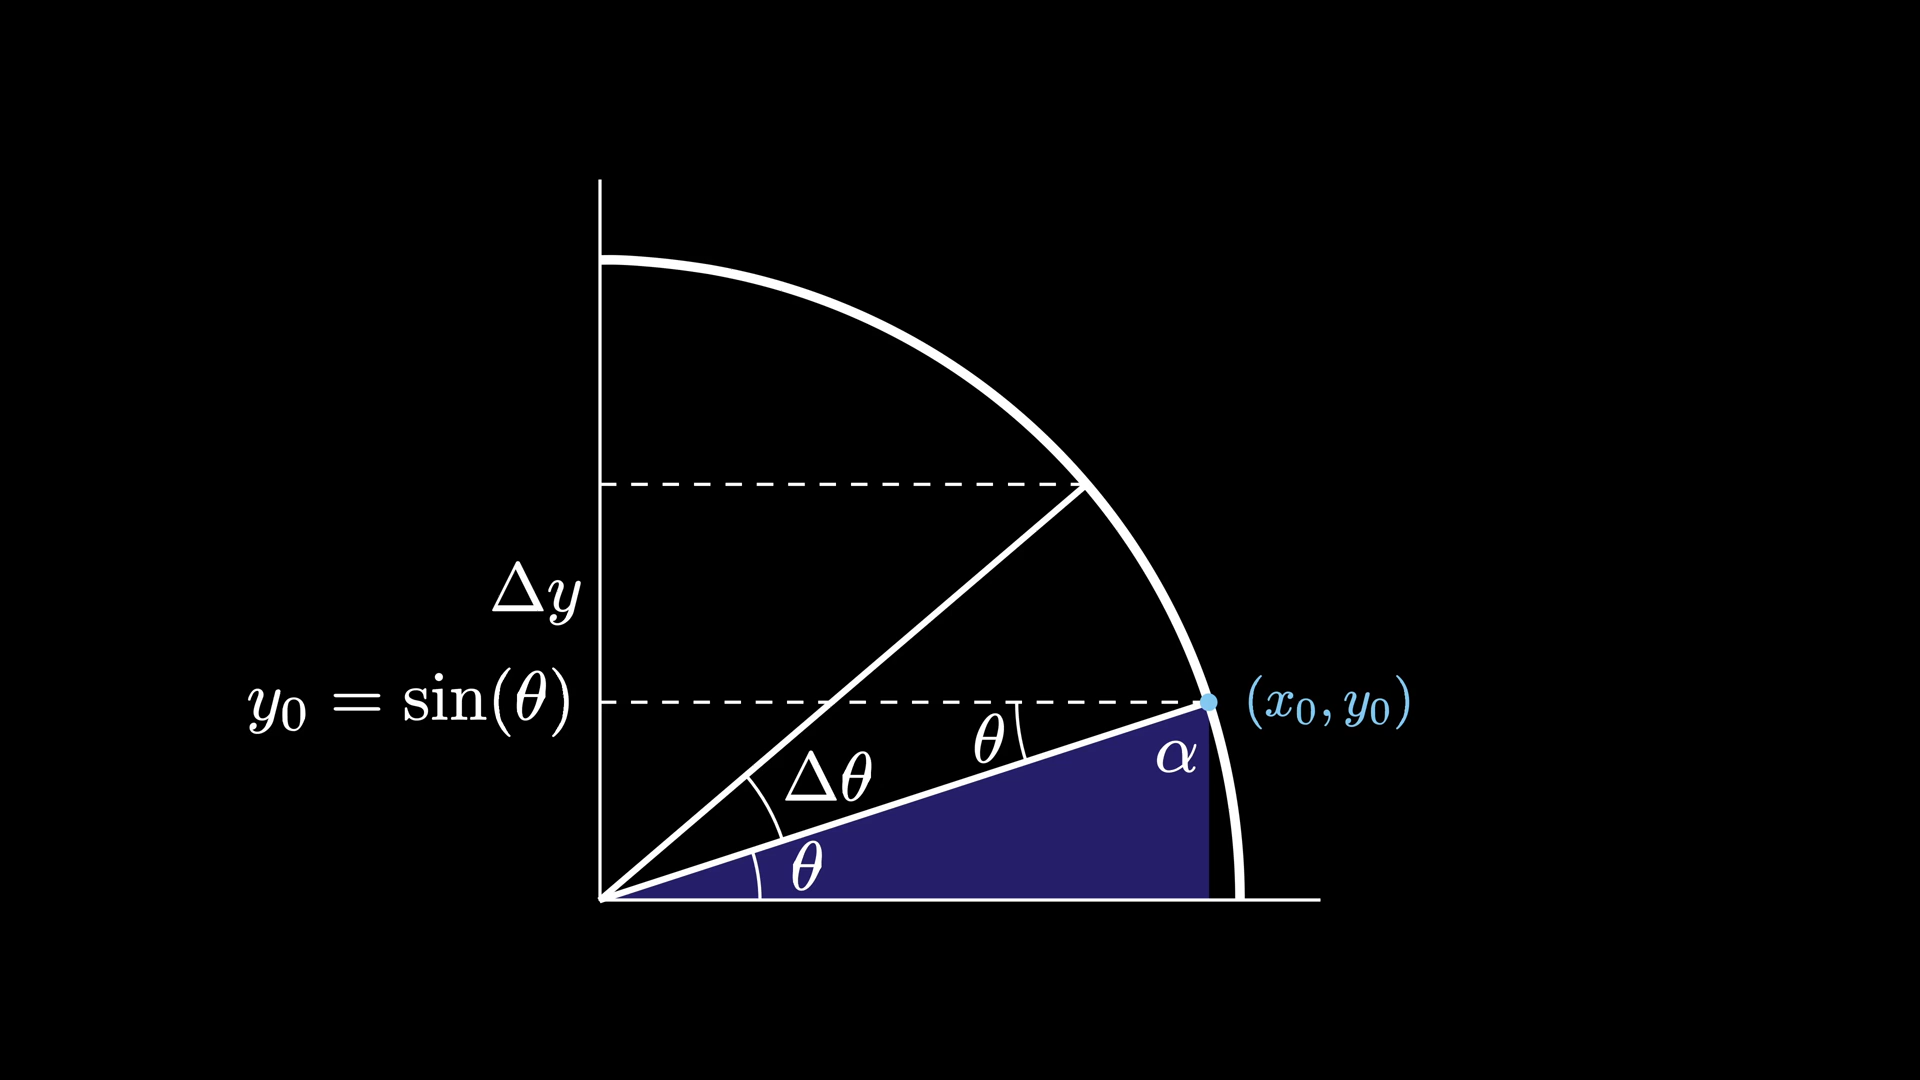 Δy
y₀ = sin(θ)
(x₀, y₀)
θ
α
Δθ
θ